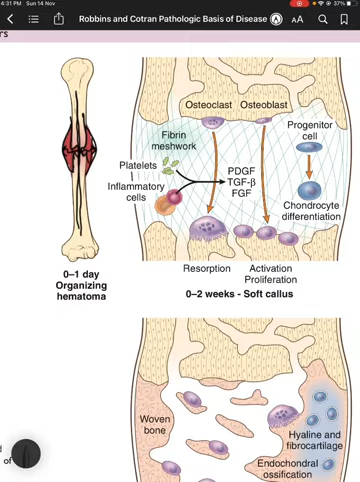 4:31 PM Sun 14 Nov
37%
Robbins and Cotran Pathologic Basis of Disease
AA
rs
Osteoclast Osteoblast
Progenitor
cell
Fibrin
meshwork
Platelets
Inflammatory
cells
PDGF
TGF-β
FGF
Chondrocyte
differentiation
Resorption
Activation
Proliferation
0–1 day
Organizing
hematoma
0–2 weeks - Soft callus
Woven
bone
Hyaline and
fibrocartilage
Endochondral
ossification
of